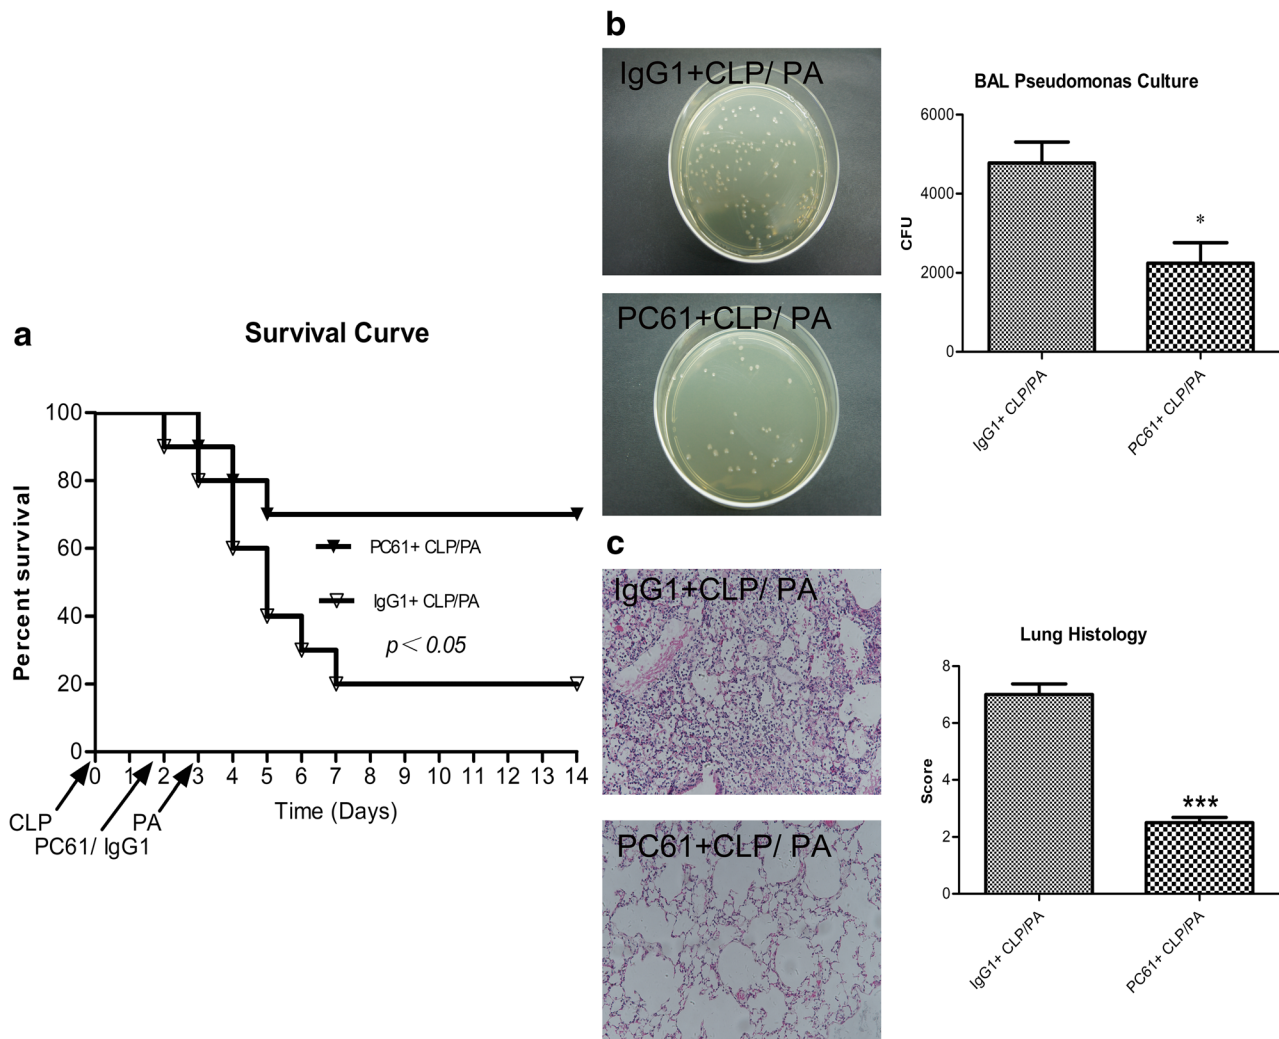 a
Survival Curve
Percent survival
100
80
60
40
20
0
PC61+ CLP/PA
IgG1+ CLP/PA
p< 0.05
0 1 2 3 4 5 6 7 8 9 10 11 12 13 14
Time (Days)
CLP
PC61/ IgG1
PA
b
IgG1+CLP/ PA
PC61+CLP/ PA
BAL Pseudomonas Culture
CFU
6000
4000
2000
0
*
IgG1+ CLP/PA
PC61+ CLP/PA
c
IgG1+CLP/ PA
PC61+CLP/ PA
Lung Histology
Score
8
6
4
2
0
***
IgG1+ CLP/PA
PC61+ CLP/PA